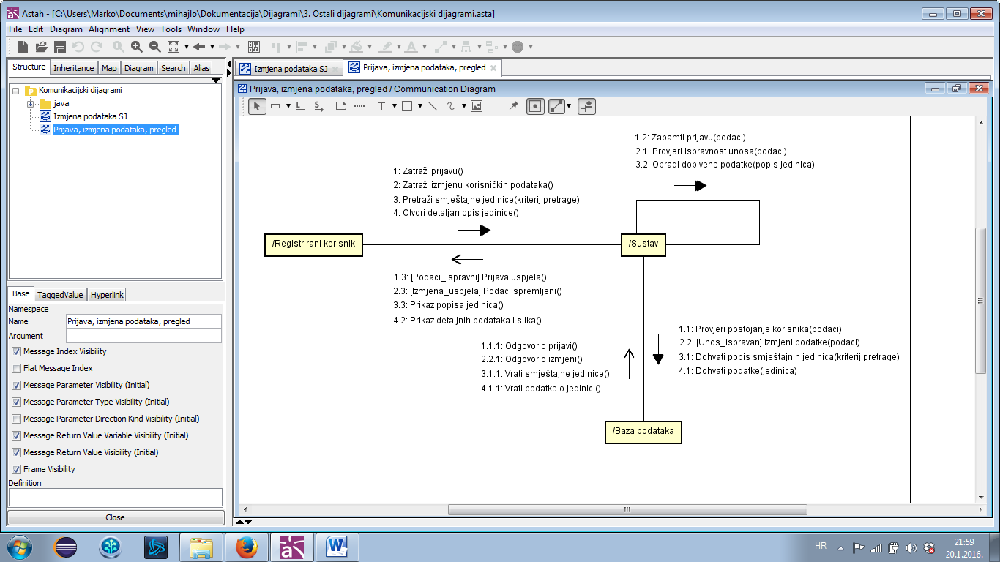 Astah - [C:\Users\Marko\Documents\mihajlo\Dokumentacija\Dijagrami\3. Ostali dijagrami\Komunikacijski dijagrami.asta]
File Edit Diagram Alignment View Tools Window Help
Structure Inheritance Map Diagram Search Alias
Komunikacijski dijagrami
java
Izmjena podataka SJ
Prijava, izmjena podataka, pregled
Base TaggedValue Hyperlink
Namespace
Name Prijava, izmjena podataka, pregled
Argument
Message Index Visibility
Flat Message Index
Message Parameter Visibility (Initial)
Message Parameter Type Visibility (Initial)
Message Parameter Direction Kind Visibility (Initial)
Message Return Value Variable Visibility (Initial)
Message Return Value Visibility (Initial)
Frame Visibility
Definition
Close
Izmjena podataka SJ Prijava, izmjena podataka, pregled
Prijava, izmjena podataka, pregled / Communication Diagram
1.2: Zapamti prijavu(podaci)
2.1: Provjeri ispravnost unosa(podaci)
3.2: Obradi dobivene podatke(popis jedinica)
1: Zatraži prijavu()
2: Zatraži izmjenu korisničkih podataka()
3: Pretraži smještajne jedinice(kriterij pretrage)
4: Otvori detaljan opis jedinice()
/Registrirani korisnik
/Sustav
1.3: [Podaci_ispravni] Prijava uspjela()
2.3: [Izmjena_uspjela] Podaci spremljeni()
3.3: Prikaz popisa jedinica()
4.2: Prikaz detaljnih podataka i slika()
1.1: Provjeri postojanje korisnika(podaci)
2.2: [Unos_ispravan] Izmjeni podatke(podaci)
3.1: Dohvati popis smještajnih jedinica(kriterij pretrage)
4.1: Dohvati podatke(jedinica)
1.1.1: Odgovor o prijavi()
2.2.1: Odgovor o izmjeni()
3.1.1: Vrati smještajne jedinice()
4.1.1: Vrati podatke o jedinici()
/Baza podataka
HR
21:59
20.1.2016.